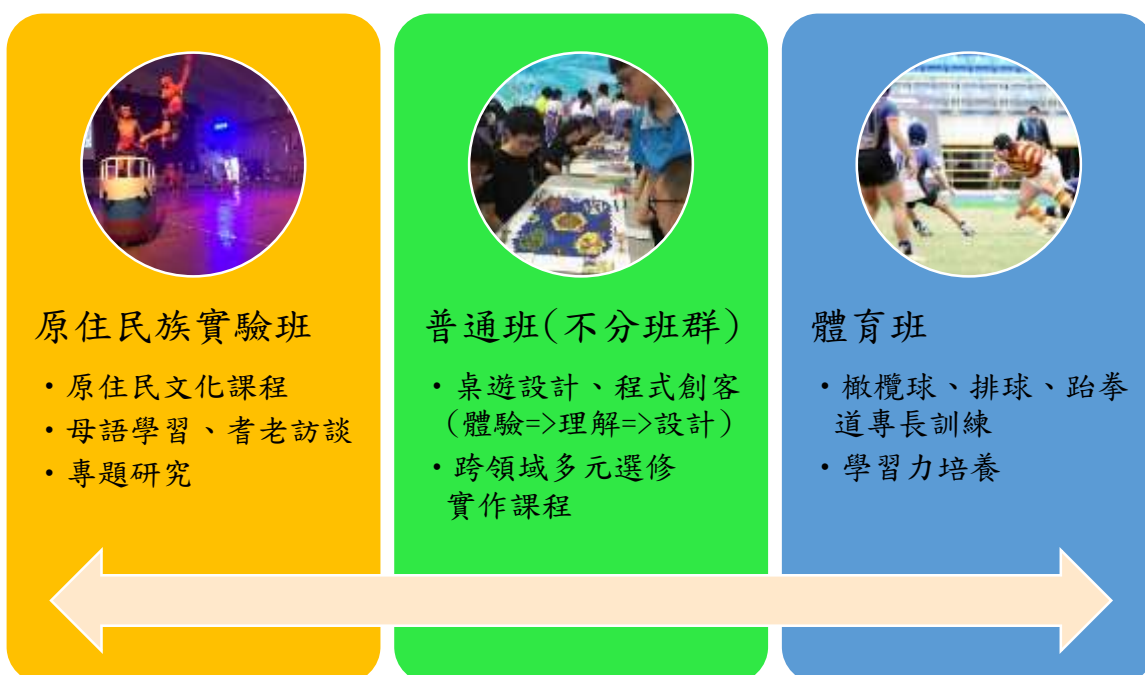 原住民族實驗班
・原住民文化課程
・母語學習、耆老訪談
・專題研究
普通班(不分班群)
・桌遊設計、程式創客
(體驗=>理解=>設計)
・跨領域多元選修
實作課程
體育班
・橄欖球、排球、跆拳
道專長訓練
・學習力培養